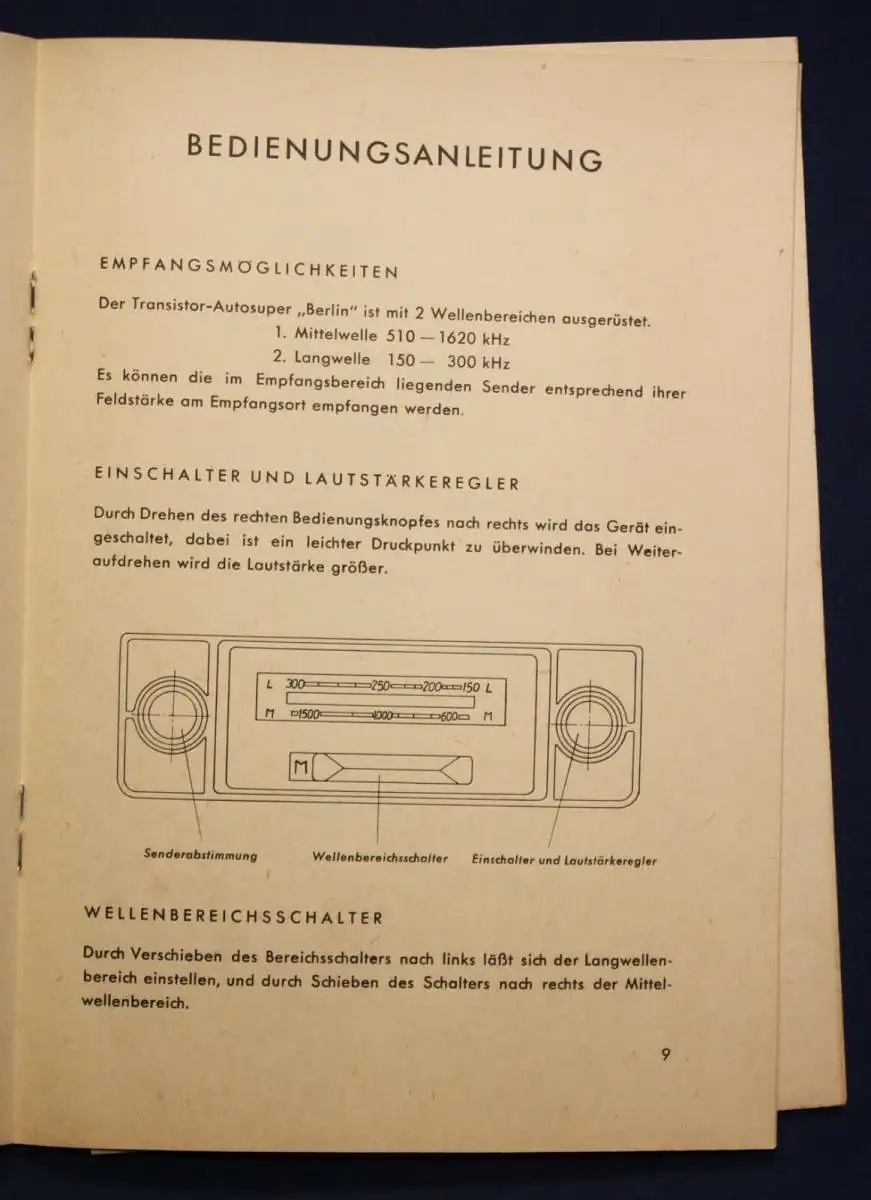 BEDIENUNGSANLEITUNG
EMPFANGSMÖGLICHKEITEN
Der Transistor-Autosuper „Berlin“ ist mit 2 Wellenbereichen ausgerüstet.
1. Mittelwelle 510 — 1620 kHz
2. Langwelle 150 — 300 kHz
Es können die im Empfangsbereich liegenden Sender entsprechend ihrer
Feldstärke am Empfangsort empfangen werden.
EINSCHALTER UND LAUTSTÄRKEREGLER
Durch Drehen des rechten Bedienungsknopfes nach rechts wird das Gerät ein-
geschaltet, dabei ist ein leichter Druckpunkt zu überwinden. Bei Weiter-
aufdrehen wird die Lautstärke größer.
L 300 250 200 150 L
M 1500 1000 600 M
M
Senderabstimmung Wellenbereichsschalter Einschalter und Lautstärkeregler
WELLENBEREICHSSCHALTER
Durch Verschieben des Bereichsschalters nach links läßt sich der Langwellen-
bereich einstellen, und durch Schieben des Schalters nach rechts der Mittel-
wellenbereich.
9